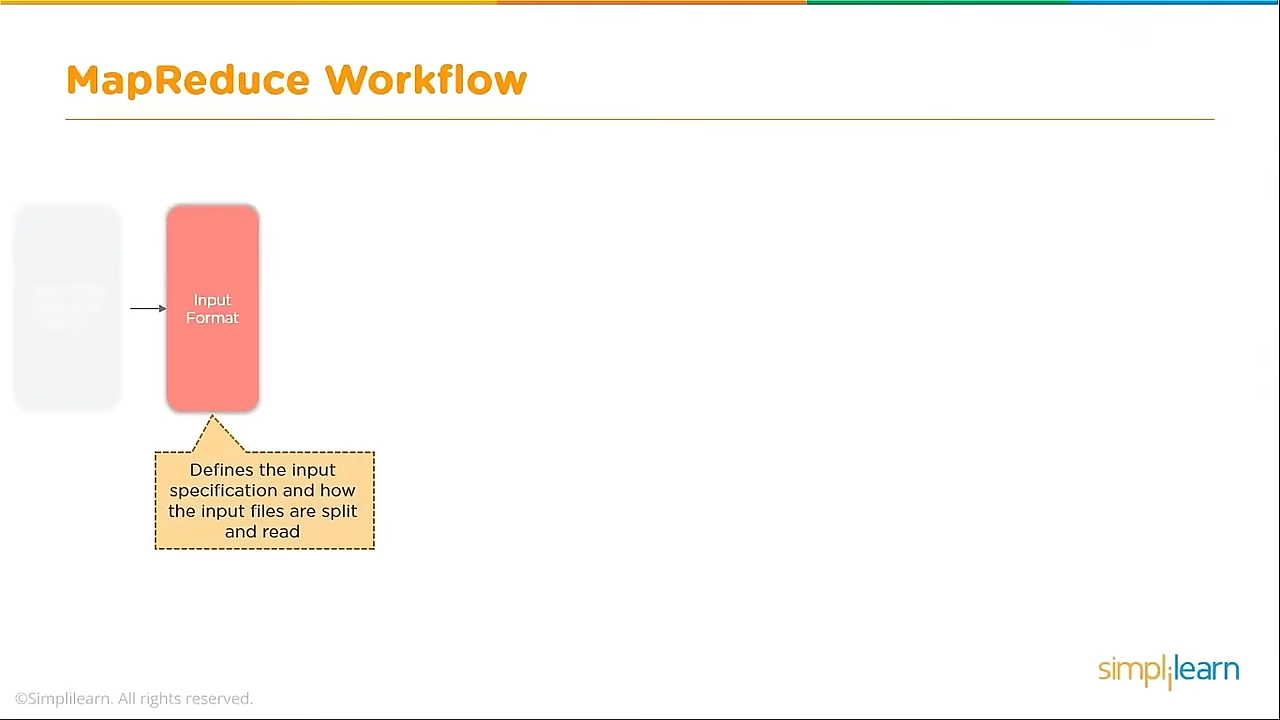 MapReduce Workflow
Input
Format
Defines the input
specification and how
the input files are split
and read
simplilearn
©Simplilearn. All rights reserved.